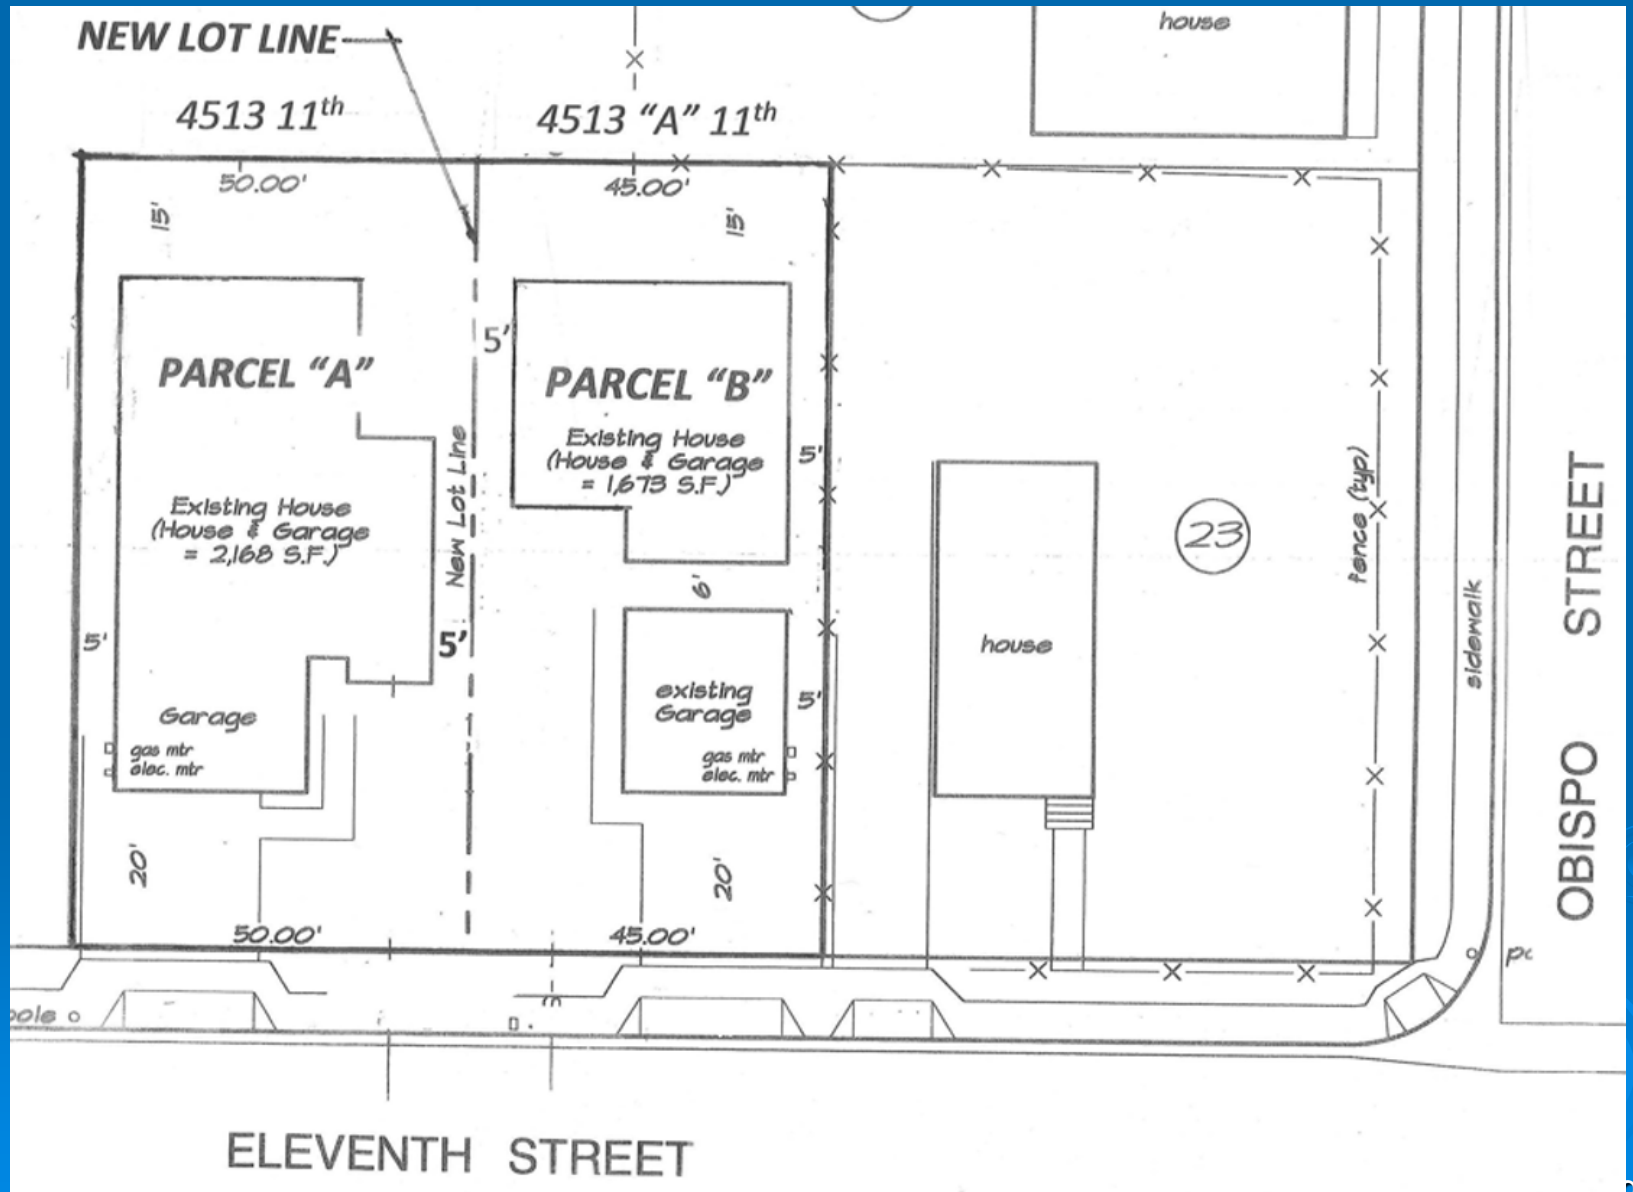 NEW LOT LINE
house
4513 11th
4513 “A” 11th
50.00'
45.00'
15'
15'
5’
PARCEL “A”
PARCEL “B”
Existing House
(House & Garage
= 1,673 S.F.)
5'
Existing House
(House & Garage
= 2,168 S.F.)
New Lot Line
23
fence (typ)
6'
5'
5’
house
sidewalk
OBISPO STREET
existing
Garage
5'
Garage
gas mtr
elec. mtr
gas mtr
elec. mtr
20'
20'
50.00'
45.00'
ELEVENTH STREET